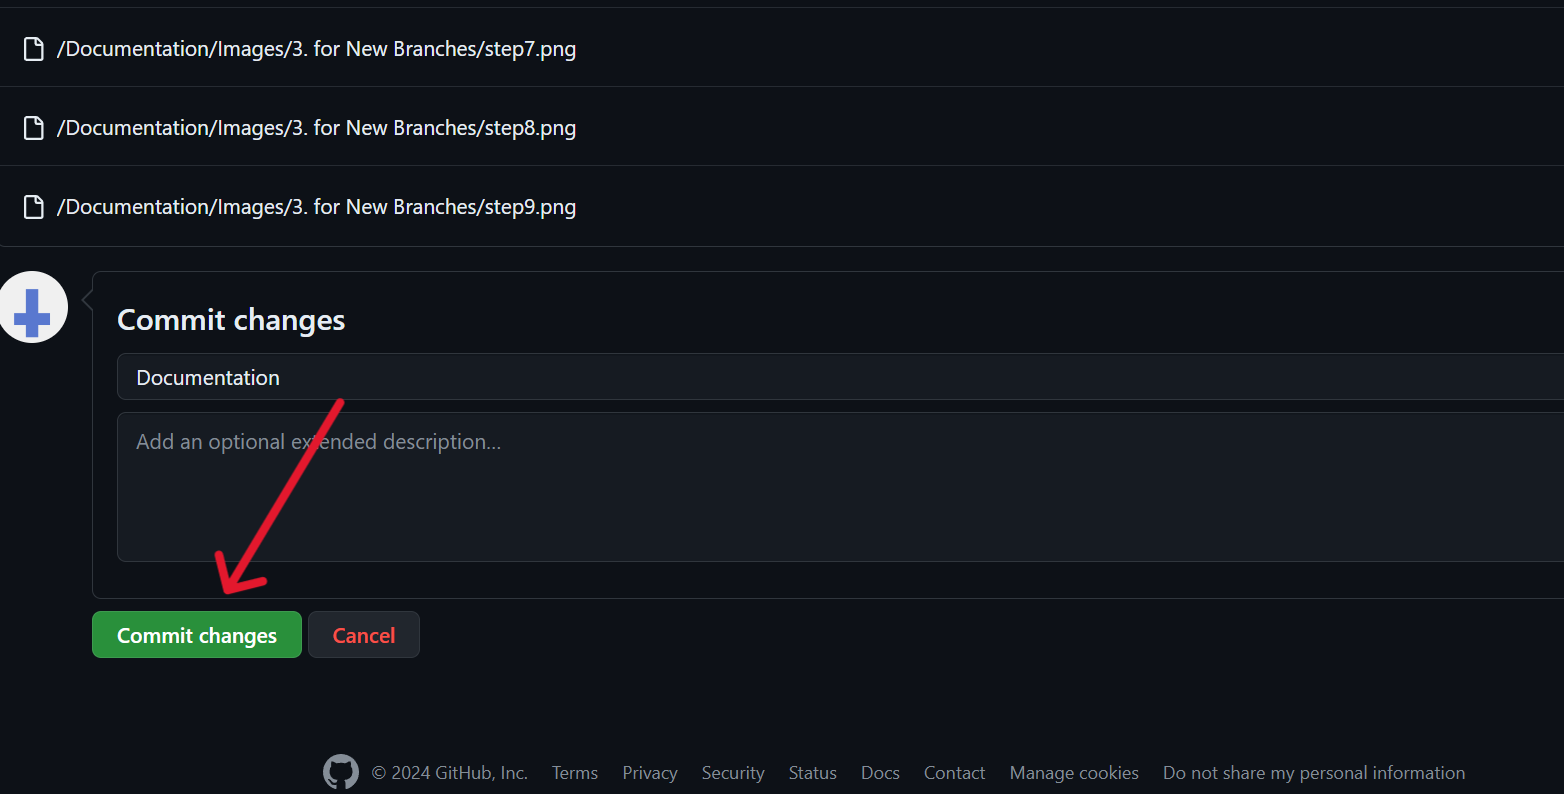 /Documentation/Images/3. for New Branches/step7.png
/Documentation/Images/3. for New Branches/step8.png
/Documentation/Images/3. for New Branches/step9.png
Commit changes
Documentation
Add an optional extended description...
Commit changes Cancel
© 2024 GitHub, Inc. Terms Privacy Security Status Docs Contact Manage cookies Do not share my personal information